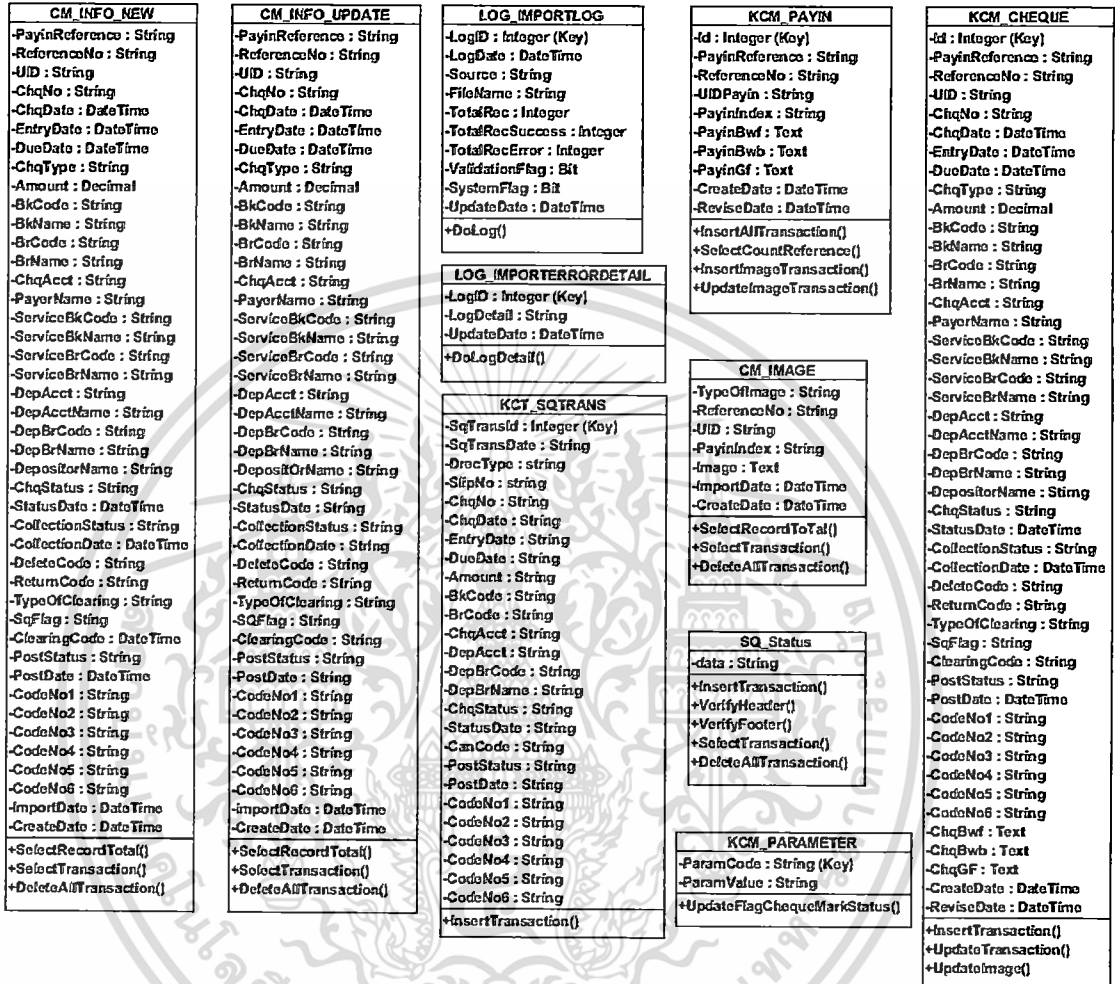 CM_INFO_NEW
-PayinReference : String
-ReferenceNo : String
-UID : String
-ChqNo : String
-ChqDate : DateTime
-EntryDate : DateTime
-DueDate : DateTime
-ChqType : String
-Amount : Decimal
-BkCode : String
-BkName : String
-BrCode : String
-BrName : String
-ChqAcct : String
-PayerName : String
-ServiceBkCode : String
-ServiceBkName : String
-ServiceBrCode : String
-ServiceBrName : String
-DepAcct : String
-DepAcctName : String
-DepBrCode : String
-DepBrName : String
-DepositorName : String
-ChqStatus : String
-StatusDate : DateTime
-CollectionStatus : String
-CollectionDate : DateTime
-DeleteCode : String
-ReturnCode : String
-TypeOfClearing : String
-SqFlag : Sting
-ClearingCode : DateTime
-PostStatus : String
-PostDate : DateTime
-CodeNo1 : String
-CodeNo2 : String
-CodeNo3 : String
-CodeNo4 : String
-CodeNo5 : String
-CodeNo6 : String
-ImportDate : DateTime
-CreateDate : DateTime
+SelectRecordTotal()
+SelectTransaction()
+DeleteAllTransaction()
CM_INFO_UPDATE
-PayinReference : String
-ReferenceNo : String
-UID : String
-ChqNo : String
-ChqDate : DateTime
-EntryDate : DateTime
-DueDate : DateTime
-ChqType : String
-Amount : Decimal
-BkCode : String
-BkName : String
-BrCode : String
-BrName : String
-ChqAcct : String
-PayerName : String
-ServiceBkCode : String
-ServiceBkName : String
-ServiceBrCode : String
-ServiceBrName : String
-DepAcct : String
-DepAcctName : String
-DepBrCode : String
-DepBrName : String
-DepositOrName : String
-ChqStatus : String
-StatusDate : String
-CollectionStatus : String
-CollectionDate : String
-DeleteCode : String
-ReturnCode : String
-TypeOfClearing : String
-SQFlag : String
-ClearingCode : String
-PostStatus : String
-PostDate : String
-CodeNo1 : String
-CodeNo2 : String
-CodeNo3 : String
-CodeNo4 : String
-CodeNo5 : String
-CodeNo6 : String
-ImportDate : DateTime
-CreateDate : DateTime
+SelectRecordTotal()
+SelectTransaction()
+DeleteAllTransaction()
LOG_IMPORTLOG
-LogID : Integer (Key)
-LogDate : DateTime
-Source : String
-FileName : String
-TotalRec : Integer
-TotalRecSuccess : Integer
-TotalRecError : Integer
-ValidationFlag : Bit
-SystemFlag : Bit
-UpdateDate : DateTime
+DoLog()
LOG_IMPORTERRORDETAIL
-LogID : Integer (Key)
-LogDetail : String
-UpdateDate : DateTime
+DoLogDetail()
KCT_SQTRANS
-SqTransId : Integer (Key)
-SqTransDate : String
-DrecType : string
-SlipNo : string
-ChqNo : String
-ChqDate : String
-EntryDate : String
-DueDate : String
-Amount : String
-BkCode : String
-BrCode : String
-ChqAcct : String
-DepAcct : String
-DepBrCode : String
-DepBrName : String
-ChqStatus : String
-StatusDate : String
-CanCode : String
-PostStatus : String
-PostDate : String
-CodeNo1 : String
-CodeNo2 : String
-CodeNo3 : String
-CodeNo4 : String
-CodeNo5 : String
-CodeNo6 : String
+InsertTransaction()
KCM_PAYIN
-Id : Integer (Key)
-PayinReference : String
-ReferenceNo : String
-UIDPayin : String
-PayinIndex : String
-PayinBwf : Text
-PayinBwb : Text
-PayinGf : Text
-CreateDate : DateTime
-ReviseDate : DateTime
+InsertAllTransaction()
+SelectCountReference()
+InsertImageTransaction()
+UpdateImageTransaction()
CM_IMAGE
-TypeOfImage : String
-ReferenceNo : String
-UID : String
-PayinIndex : String
-Image : Text
-ImportDate : DateTime
-CreateDate : DateTime
+SelectRecordToTal()
+SelectTransaction()
+DeleteAllTransaction()
SQ_Status
-data : String
+InsertTransaction()
+VerifyHeader()
+VerifyFooter()
+SelectTransaction()
+DeleteAllTransaction()
KCM_PARAMETER
-ParamCode : String (Key)
-ParamValue : String
+UpdateFlagChequeMarkStatus()
KCM_CHEQUE
-Id : Integer (Key)
-PayinReference : String
-ReferenceNo : String
-UID : String
-ChqNo : String
-ChqDate : DateTime
-EntryDate : DateTime
-DueDate : DateTime
-ChqType : String
-Amount : Decimal
-BkCode : String
-BkName : String
-BrCode : String
-BrName : String
-ChqAcct : String
-PayerName : String
-ServiceBkCode : String
-ServiceBkName : String
-ServiceBrCode : String
-ServiceBrName : String
-DepAcct : String
-DepAcctName : String
-DepBrCode : String
-DepBrName : String
-DepositorName : Stirng
-ChqStatus : String
-StatusDate : DateTime
-CollectionStatus : String
-CollectionDate : DateTime
-DeleteCode : String
-ReturnCode : String
-TypeOfClearing : String
-SqFlag : String
-ClearingCode : String
-PostStatus : String
-PostDate : DateTime
-CodeNo1 : String
-CodeNo2 : String
-CodeNo3 : String
-CodeNo4 : String
-CodeNo5 : String
-CodeNo6 : String
-ChqBwf : Text
-ChqBwb : Text
-ChqGF : Text
-CreateDate : DateTime
-ReviseDate : DateTime
+InsertTransaction()
+UpdateTransaction()
+UpdateImage()